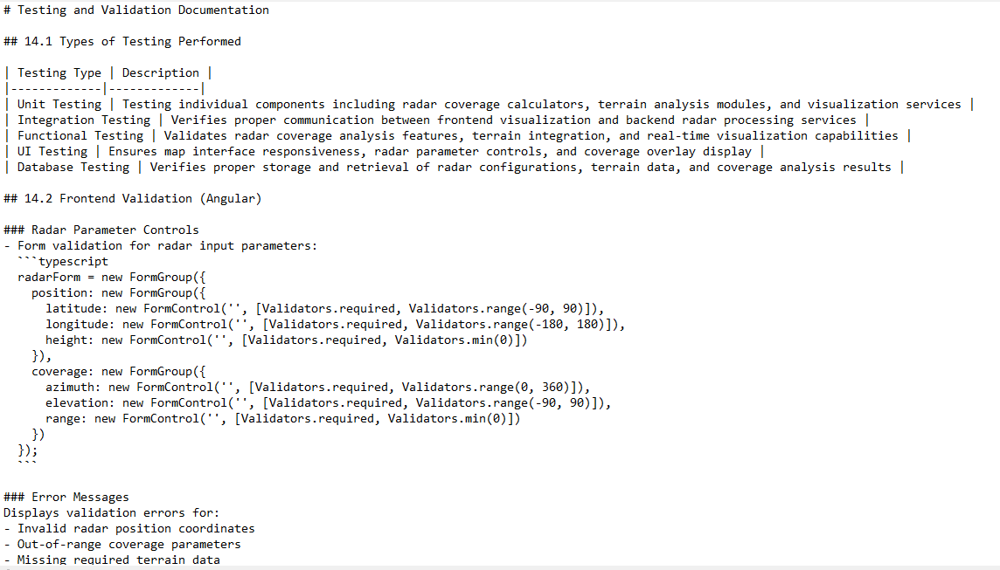 # Testing and Validation Documentation
## 14.1 Types of Testing Performed
| Testing Type | Description |
|-------------|-------------|
| Unit Testing | Testing individual components including radar coverage calculators, terrain analysis modules, and visualization services |
| Integration Testing | Verifies proper communication between frontend visualization and backend radar processing services |
| Functional Testing | Validates radar coverage analysis features, terrain integration, and real-time visualization capabilities |
| UI Testing | Ensures map interface responsiveness, radar parameter controls, and coverage overlay display |
| Database Testing | Verifies proper storage and retrieval of radar configurations, terrain data, and coverage analysis results |
## 14.2 Frontend Validation (Angular)
### Radar Parameter Controls
- Form validation for radar input parameters:
  ```typescript
  radarForm = new FormGroup({
    position: new FormGroup({
      latitude: new FormControl('', [Validators.required, Validators.range(-90, 90)]),
      longitude: new FormControl('', [Validators.required, Validators.range(-180, 180)]),
      height: new FormControl('', [Validators.required, Validators.min(0)])
    }),
    coverage: new FormGroup({
      azimuth: new FormControl('', [Validators.required, Validators.range(0, 360)]),
      elevation: new FormControl('', [Validators.required, Validators.range(-90, 90)]),
      range: new FormControl('', [Validators.required, Validators.min(0)])
    })
  });
  ```
### Error Messages
Displays validation errors for:
- Invalid radar position coordinates
- Out-of-range coverage parameters
- Missing required terrain data